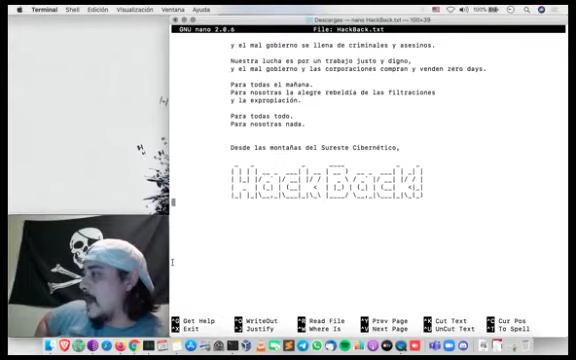 Terminal Shell Edición Visualización Ventana Ayuda
100%
Descargas — nano HackBack.txt — 100×39
GNU nano 2.0.6 File: HackBack.txt
y el mal gobierno se llena de criminales y asesinos.
Nuestra lucha es por un trabajo justo y digno,
y el mal gobierno y las corporaciones compran y venden zero days.
Para todas el mañana.
Para nosotras la alegre rebeldía de las filtraciones
y la expropiación.
Para todas todo.
Para nosotras nada.
Desde las montañas del Sureste Cibernético,
Hack Back!
^G Get Help ^O WriteOut ^R Read File ^Y Prev Page ^K Cut Text ^C Cur Pos
^X Exit ^J Justify ^W Where Is ^V Next Page ^U UnCut Text ^T To Spell